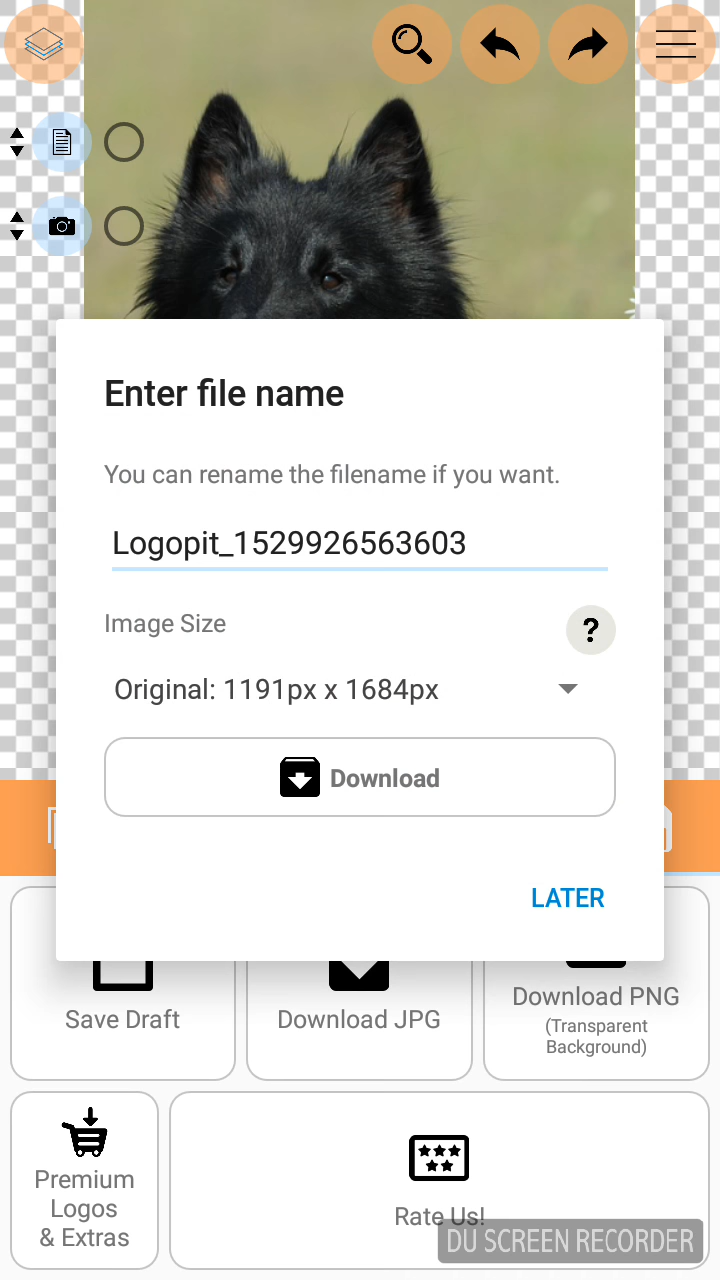 Enter file name
You can rename the filename if you want.
Logopit_1529926563603
Image Size
?
Original: 1191px x 1684px
Download
LATER
Save Draft
Download JPG
Download PNG
(Transparent
Background)
Premium
Logos
& Extras
Rate Us!
DU SCREEN RECORDER